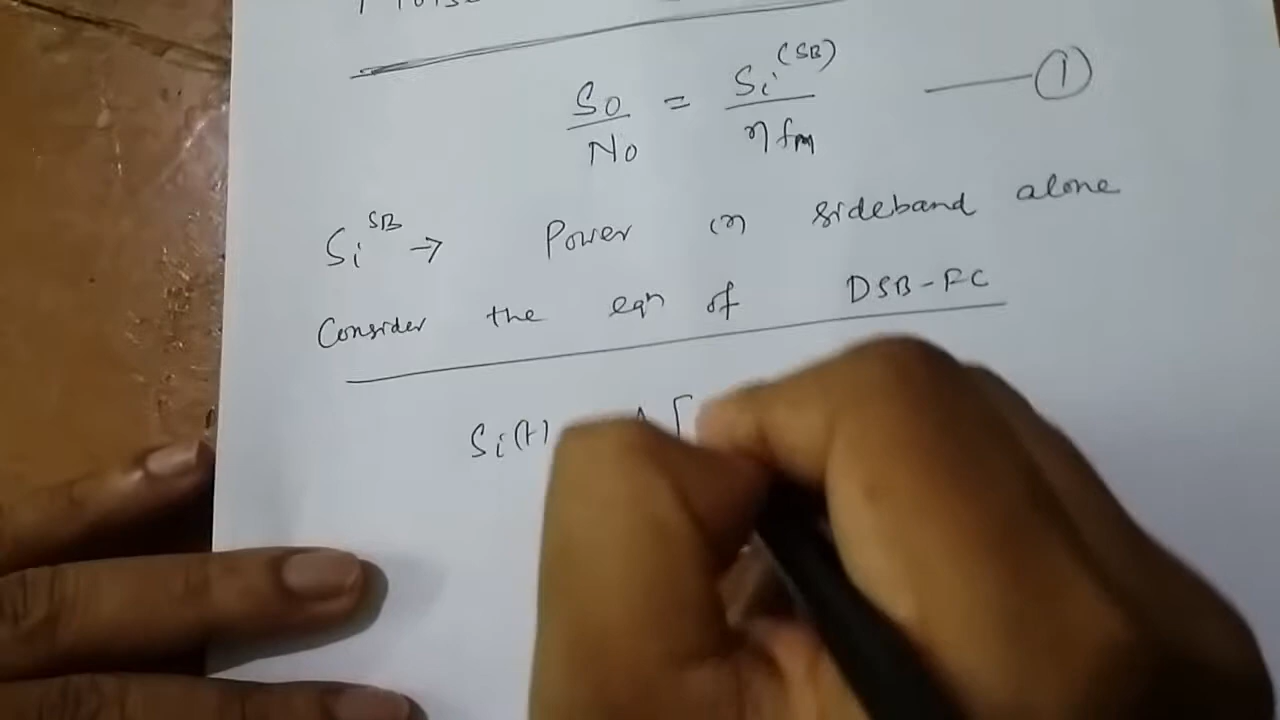 So/No = Si^(SB)/ηfm —— ①
Si^SB → Power in sideband alone
Consider the eqn of DSB-FC
Si(t) A [